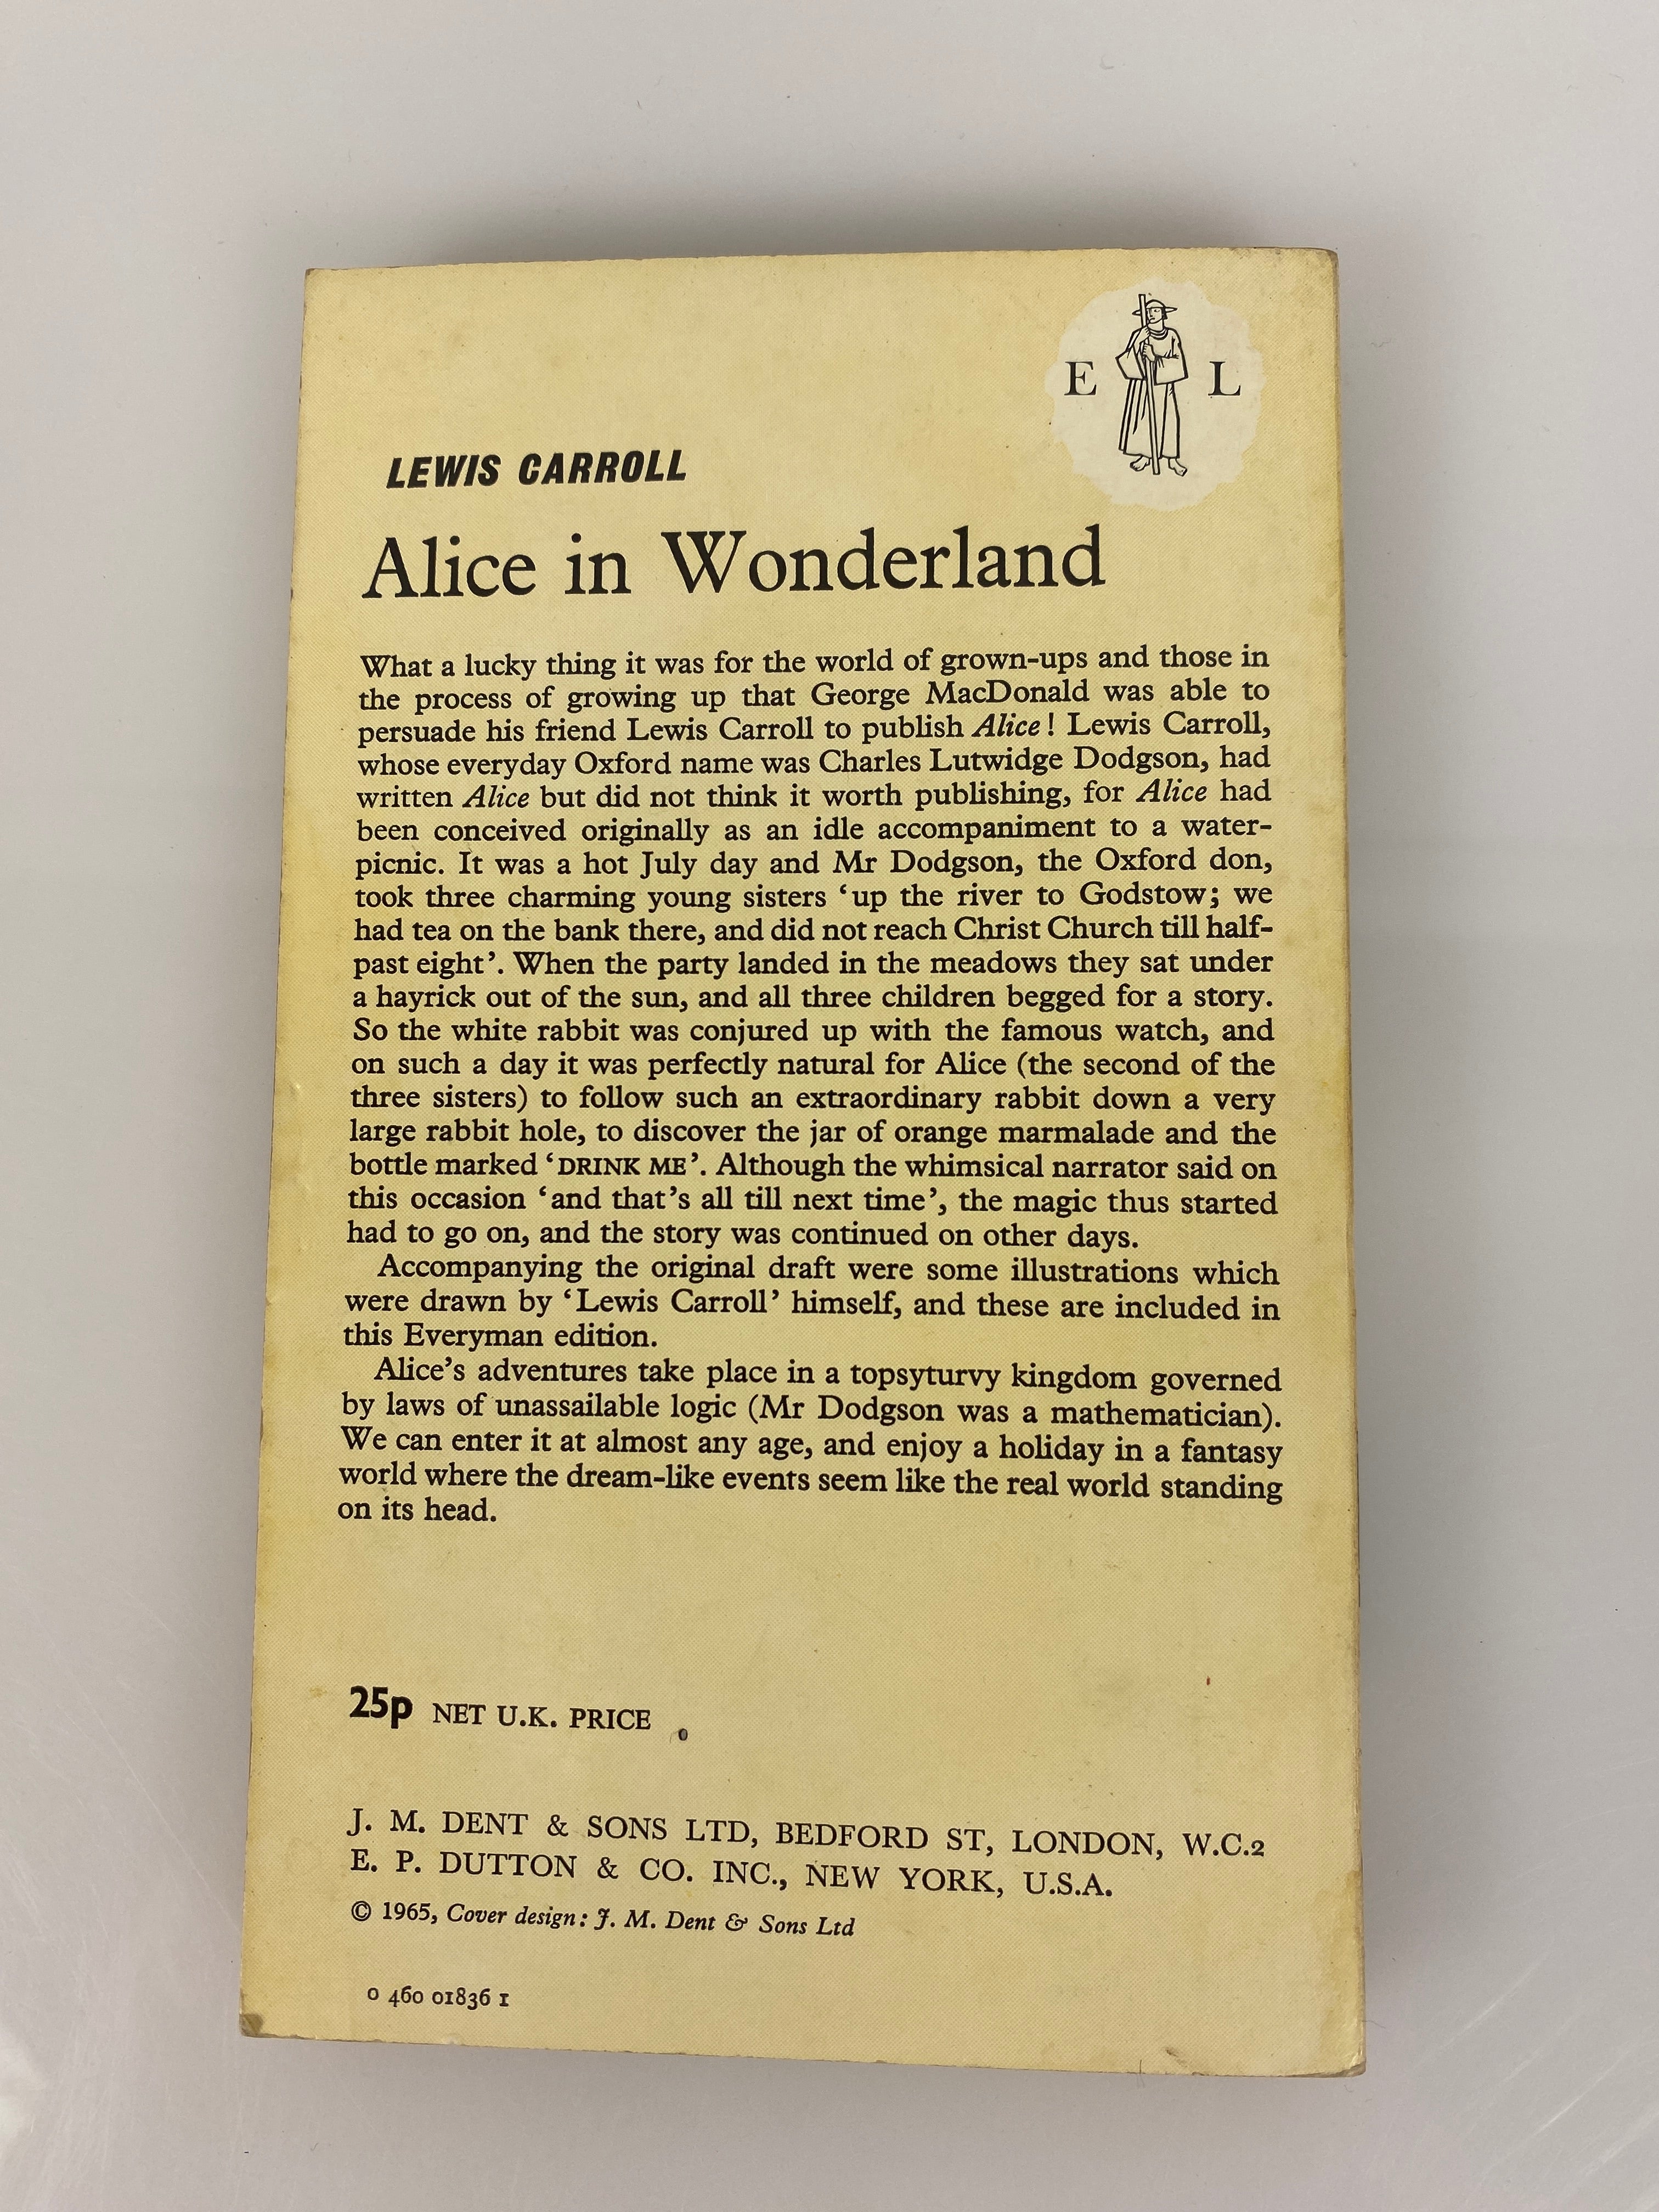 E L
LEWIS CARROLL
Alice in Wonderland
What a lucky thing it was for the world of grown-ups and those in
the process of growing up that George MacDonald was able to
persuade his friend Lewis Carroll to publish Alice! Lewis Carroll,
whose everyday Oxford name was Charles Lutwidge Dodgson, had
written Alice but did not think it worth publishing, for Alice had
been conceived originally as an idle accompaniment to a water-
picnic. It was a hot July day and Mr Dodgson, the Oxford don,
took three charming young sisters ‘up the river to Godstow; we
had tea on the bank there, and did not reach Christ Church till half-
past eight’. When the party landed in the meadows they sat under
a hayrick out of the sun, and all three children begged for a story.
So the white rabbit was conjured up with the famous watch, and
on such a day it was perfectly natural for Alice (the second of the
three sisters) to follow such an extraordinary rabbit down a very
large rabbit hole, to discover the jar of orange marmalade and the
bottle marked ‘DRINK ME’. Although the whimsical narrator said on
this occasion ‘and that’s all till next time’, the magic thus started
had to go on, and the story was continued on other days.
Accompanying the original draft were some illustrations which
were drawn by ‘Lewis Carroll’ himself, and these are included in
this Everyman edition.
Alice’s adventures take place in a topsyturvy kingdom governed
by laws of unassailable logic (Mr Dodgson was a mathematician).
We can enter it at almost any age, and enjoy a holiday in a fantasy
world where the dream-like events seem like the real world standing
on its head.
25p NET U.K. PRICE
J. M. DENT & SONS LTD, BEDFORD ST, LONDON, W.C.2
E. P. DUTTON & CO. INC., NEW YORK, U.S.A.
© 1965, Cover design: J. M. Dent & Sons Ltd
0 460 01836 1